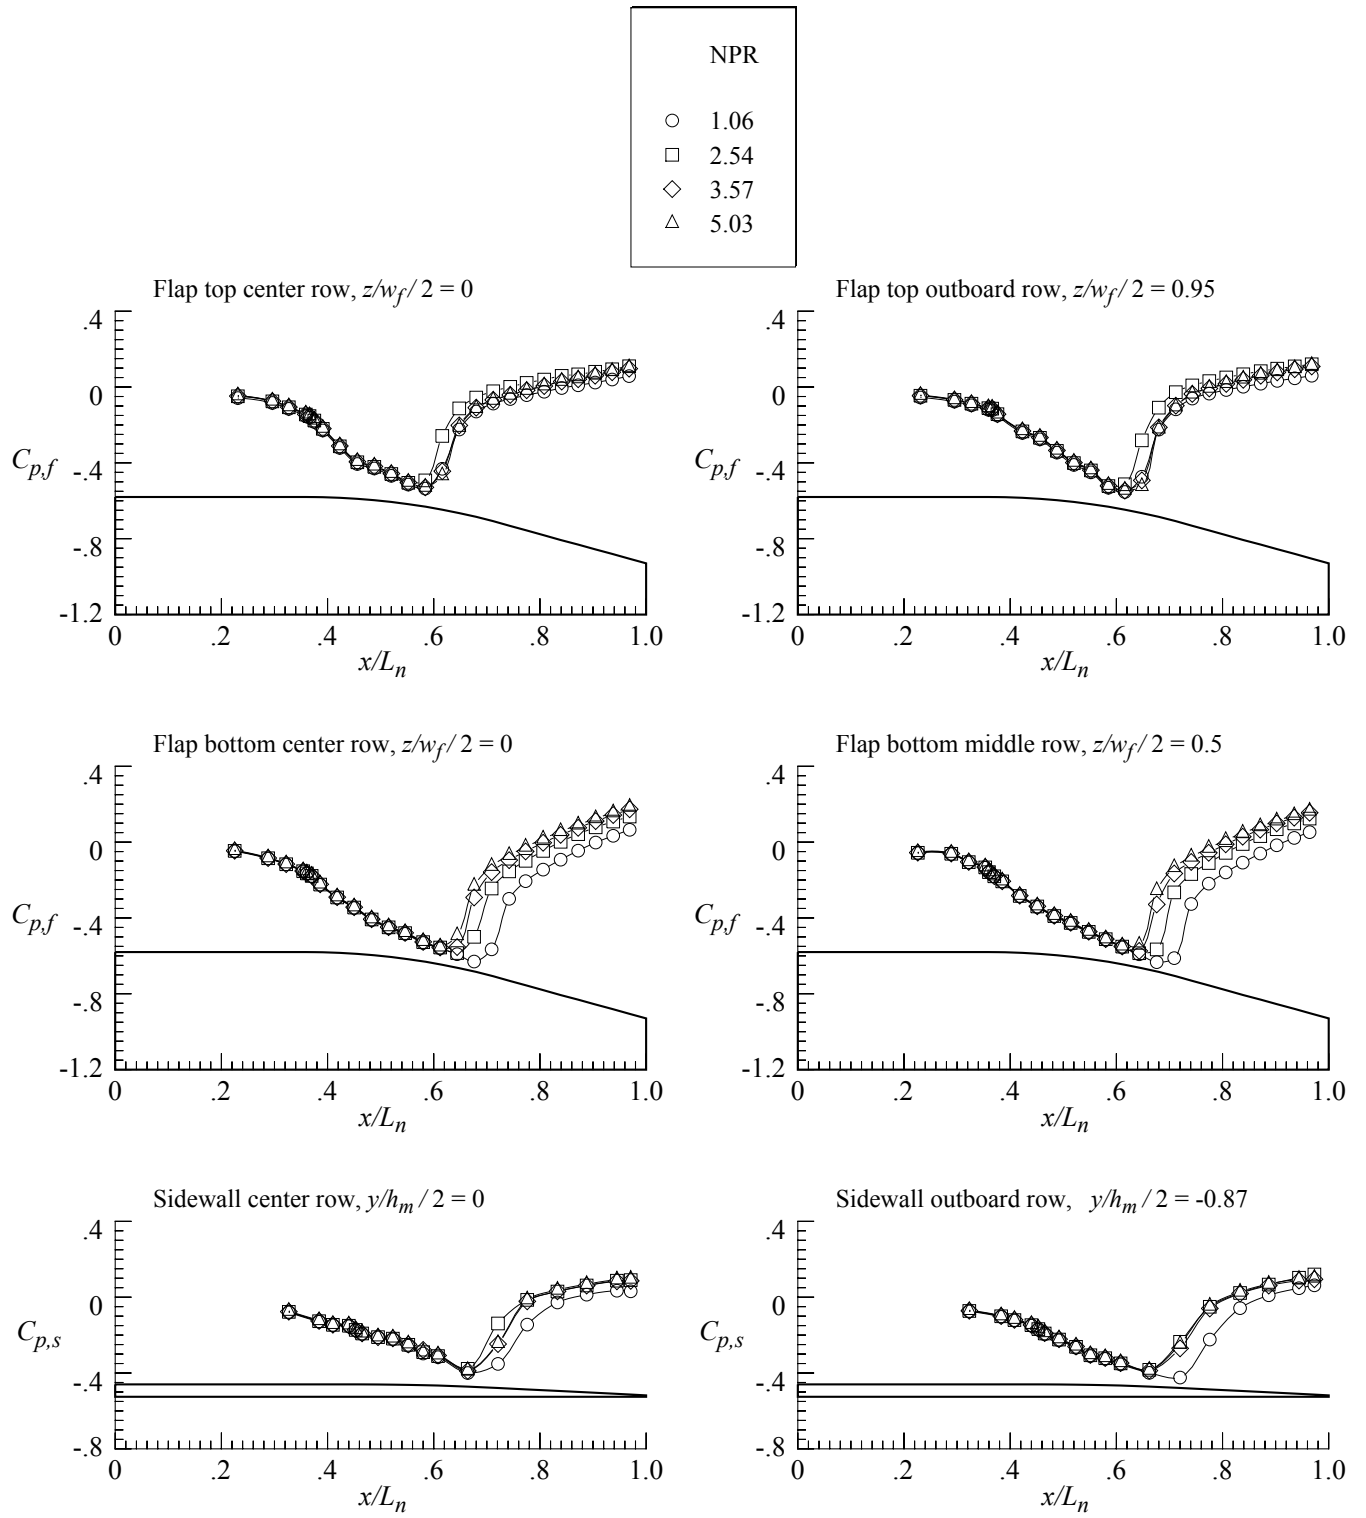 NPR
1.06
2.54
3.57
5.03
Flap top center row, z/w_f / 2 = 0
.4
0
-.4
-.8
-1.2
C_p,f
0 .2 .4 .6 .8 1.0
x/L_n
Flap top outboard row, z/w_f / 2 = 0.95
.4
0
-.4
-.8
-1.2
C_p,f
0 .2 .4 .6 .8 1.0
x/L_n
Flap bottom center row, z/w_f / 2 = 0
.4
0
-.4
-.8
-1.2
C_p,f
0 .2 .4 .6 .8 1.0
x/L_n
Flap bottom middle row, z/w_f / 2 = 0.5
.4
0
-.4
-.8
-1.2
C_p,f
0 .2 .4 .6 .8 1.0
x/L_n
Sidewall center row, y/h_m / 2 = 0
.4
0
-.4
-.8
C_p,s
0 .2 .4 .6 .8 1.0
x/L_n
Sidewall outboard row, y/h_m / 2 = -0.87
.4
0
-.4
-.8
C_p,s
0 .2 .4 .6 .8 1.0
x/L_n